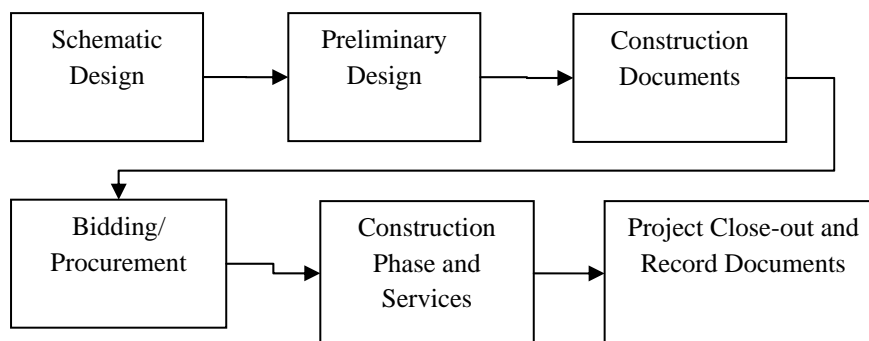 Schematic
Design
Preliminary
Design
Construction
Documents
Bidding/
Procurement
Construction
Phase and
Services
Project Close-out and
Record Documents